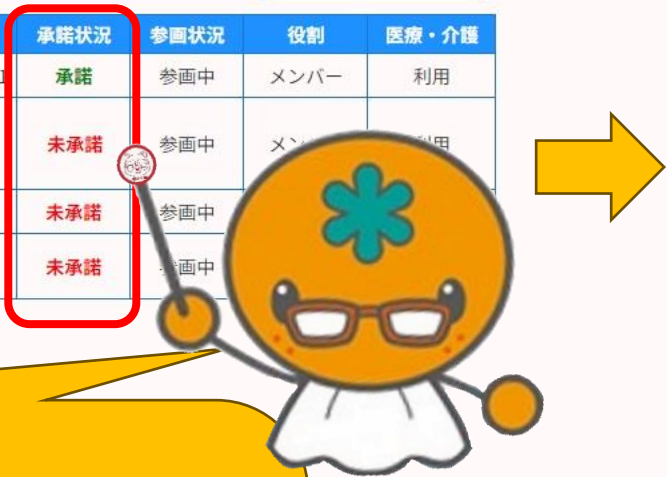 承諾状況 参画状況 役割 医療・介護
承諾 参画中 メンバー 利用
未承諾 参画中
未承諾 参画中
未承諾